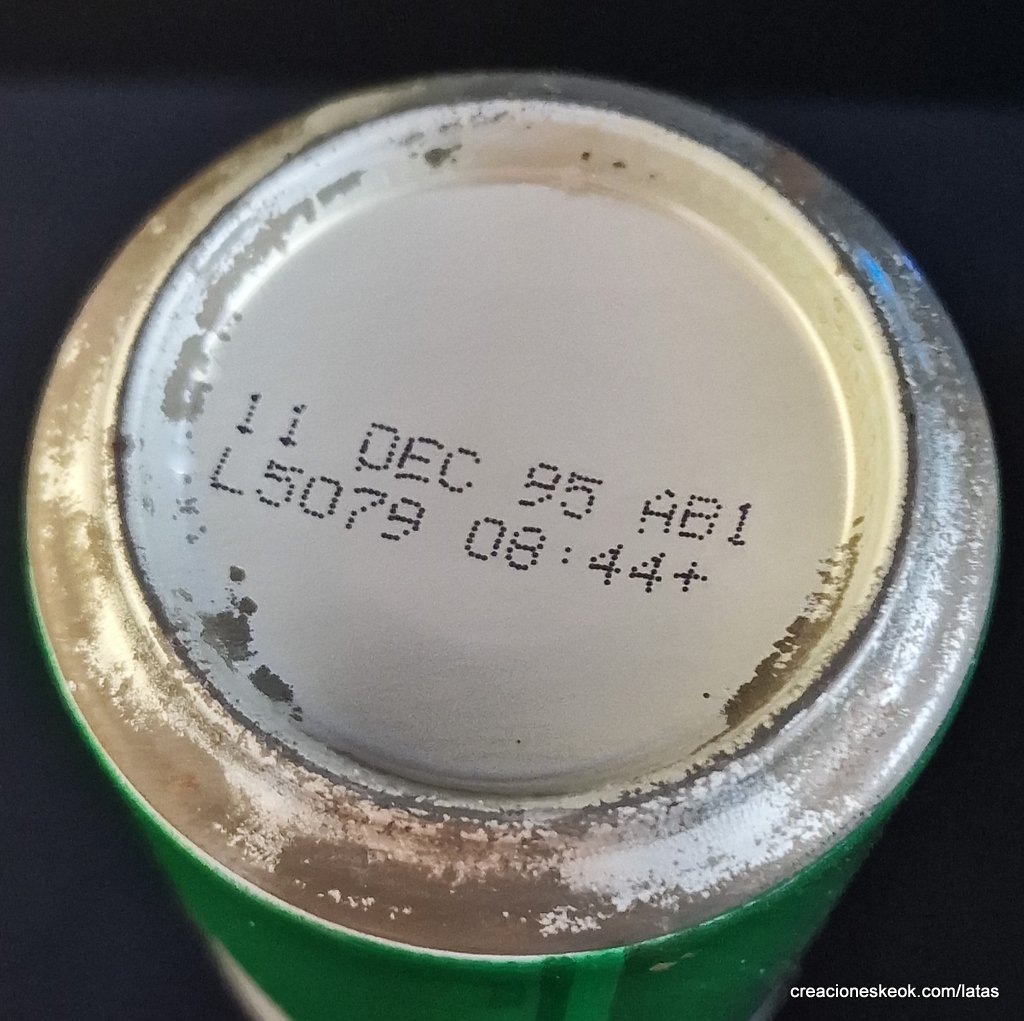 11 DEC 95 AB1
L5079 08:44+
creacioneskeok.com/latas